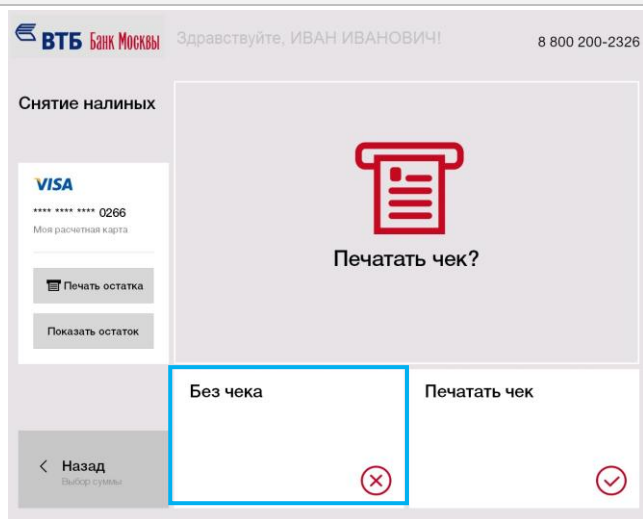 ВТБ Банк Москвы
Здравствуйте, ИВАН ИВАНОВИЧ!
8 800 200-2326
Снятие налиных
VISA
**** **** **** 0266
Моя расчетная карта
Печать остатка
Показать остаток
Печатать чек?
Без чека
Печатать чек
Назад
Выбор суммы